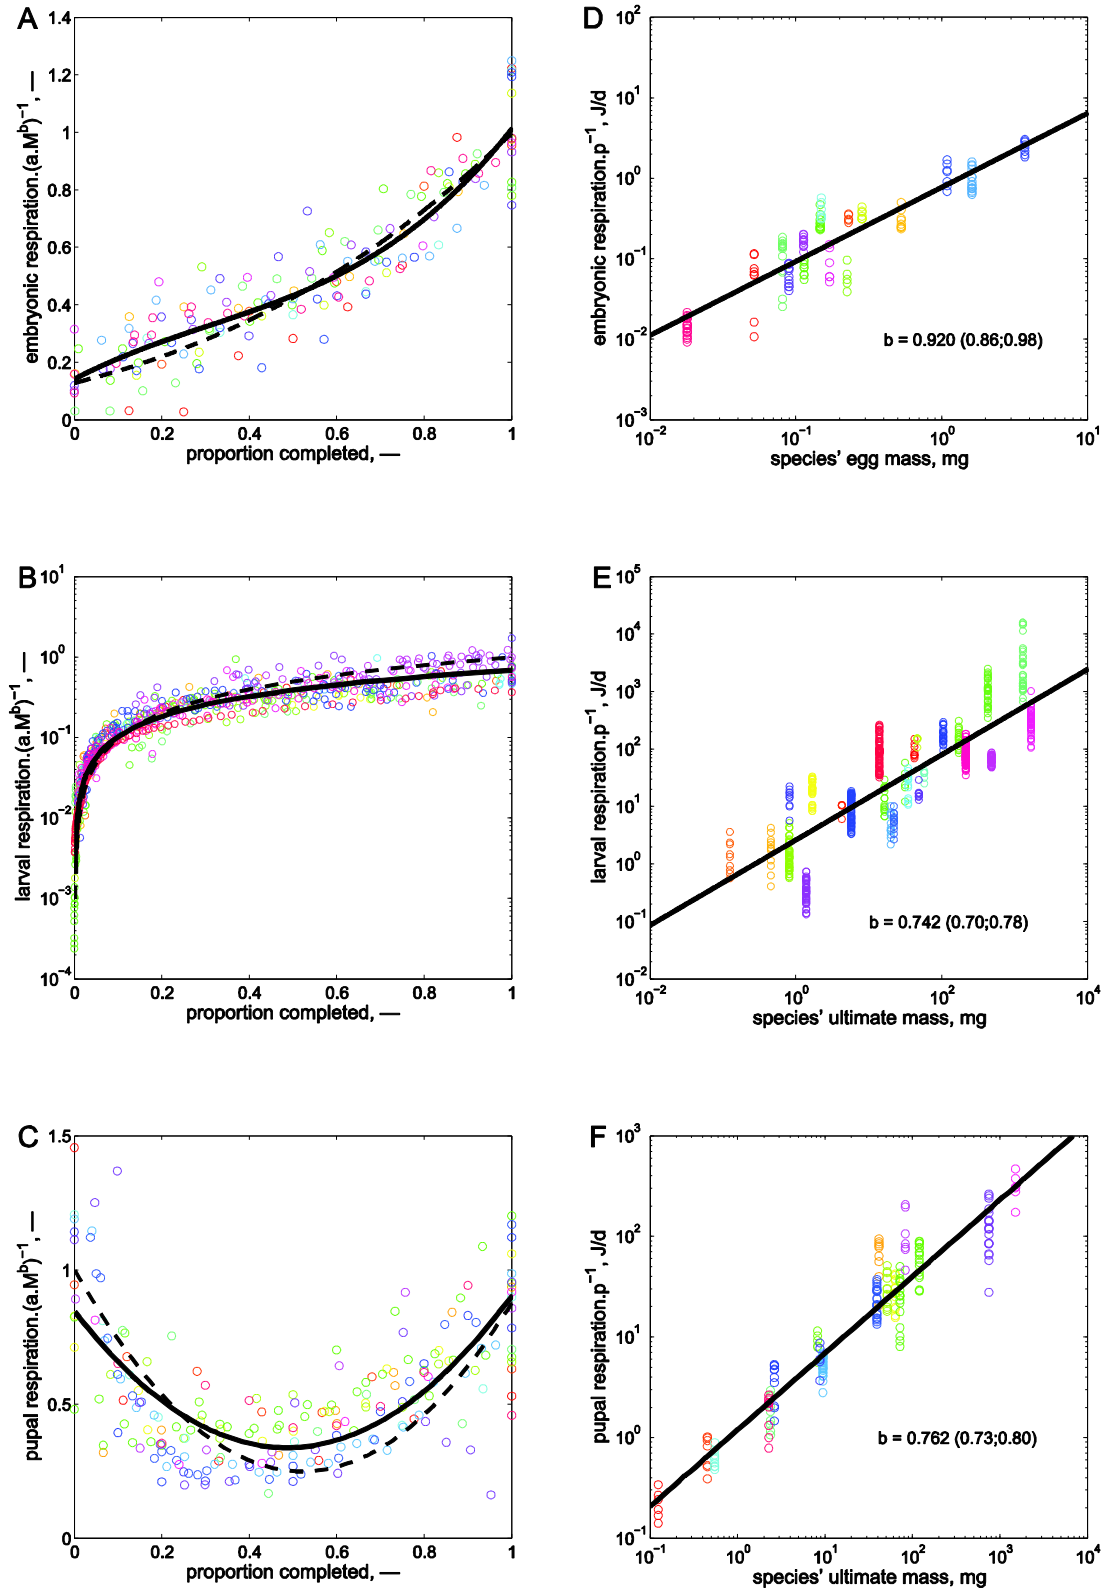 A
1.4
1.2
1
0.8
0.6
0.4
0.2
0
0 0.2 0.4 0.6 0.8 1
embryonic respiration.(a.M^b)^−1, —
proportion completed, —
D
10^2
10^1
10^0
10^−1
10^−2
10^−3
10^−2 10^−1 10^0 10^1
embryonic respiration.p^−1, J/d
b = 0.920 (0.86;0.98)
species' egg mass, mg
B
10^1
10^0
10^−1
10^−2
10^−3
10^−4
0 0.2 0.4 0.6 0.8 1
larval respiration.(a.M^b)^−1, —
proportion completed, —
E
10^5
10^4
10^3
10^2
10^1
10^0
10^−1
10^−2
10^−2 10^0 10^2 10^4
larval respiration.p^−1, J/d
b = 0.742 (0.70;0.78)
species' ultimate mass, mg
C
1.5
1
0.5
0
0 0.2 0.4 0.6 0.8 1
pupal respiration.(a.M^b)^−1, —
proportion completed, —
F
10^3
10^2
10^1
10^0
10^−1
10^−1 10^0 10^1 10^2 10^3 10^4
pupal respiration.p^−1, J/d
b = 0.762 (0.73;0.80)
species' ultimate mass, mg